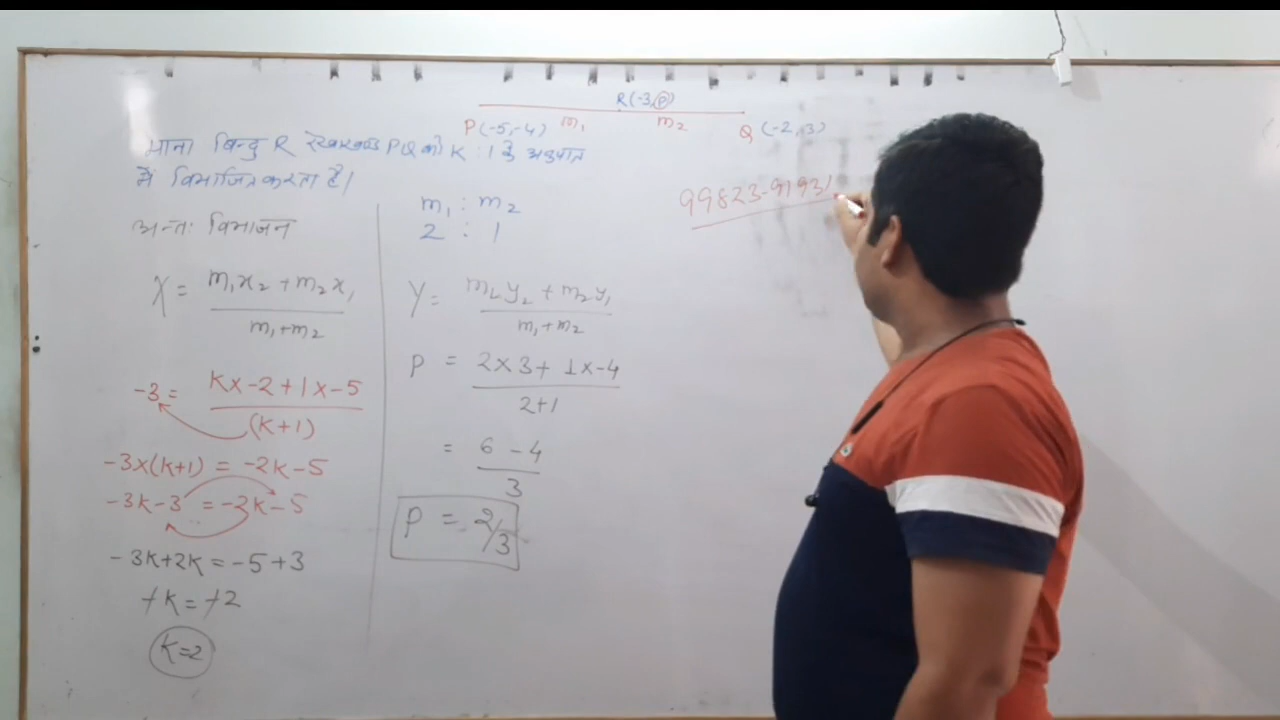 R(-3, p)
P(-5,-4) m₁ m₂ Q (-2, 3)
माना बिन्दु R रेखाखण्ड PQ को K : 1 के अनुपात
में विभाजित करता है।
99823-91931
अन्तः विभाजन
X = m₁x₂ + m₂x₁ / m₁+m₂
-3 = K×-2+1×-5 / (K+1)
-3×(K+1) = -2K-5
-3K-3 = -2K-5
-3K+2K = -5+3
+K = +2
K=2
m₁ : m₂
2 : 1
Y = m₁y₂ + m₂y₁ / m₁+m₂
P = 2×3+1×-4 / 2+1
= 6-4 / 3
P = 2/3